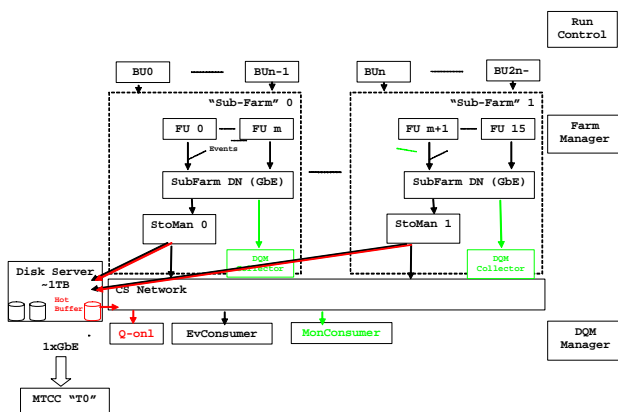 Run
Control
BU0
BUn-1
BUn
BU2n-
“Sub-Farm” 0
“Sub-Farm” 1
FU 0
FU m
FU m+1
FU 15
Farm
Manager
Events
SubFarm DN (GbE)
SubFarm DN (GbE)
StoMan 0
StoMan 1
DQM
Collector
DQM
Collector
Disk Server
~1TB
CS Network
Hot
Buffer
Q-onl
EvConsumer
MonConsumer
DQM
Manager
1xGbE
MTCC “T0”